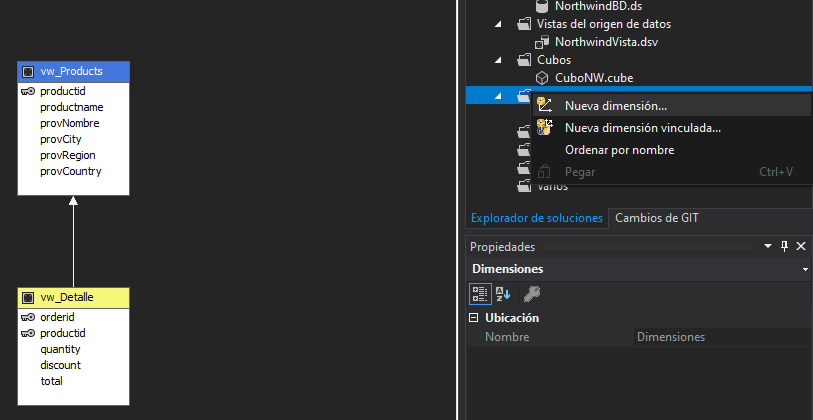 vw_Products
productid
productname
provNombre
provCity
provRegion
provCountry
vw_Detalle
orderid
productid
quantity
discount
total
NorthwindBD.ds
Vistas del origen de datos
NorthwindVista.dsv
Cubos
CuboNW.cube
Nueva dimensión...
Nueva dimensión vinculada...
Ordenar por nombre
Pegar Ctrl+V
Varios
Explorador de soluciones Cambios de GIT
Propiedades
Dimensiones
Ubicación
Nombre Dimensiones